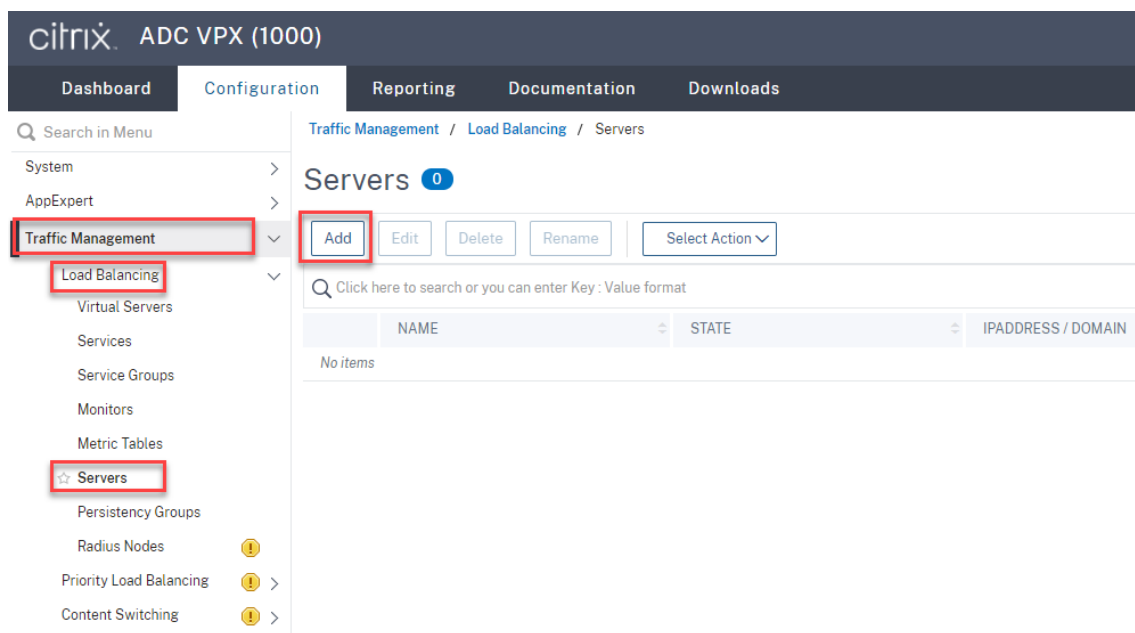 citrix. ADC VPX (1000)
Dashboard Configuration Reporting Documentation Downloads
Search in Menu
System
AppExpert
Traffic Management
Load Balancing
Virtual Servers
Services
Service Groups
Monitors
Metric Tables
Servers
Persistency Groups
Radius Nodes
Priority Load Balancing
Content Switching
Traffic Management / Load Balancing / Servers
Servers 0
Add Edit Delete Rename Select Action
Click here to search or you can enter Key : Value format
NAME STATE IPADDRESS / DOMAIN
No items